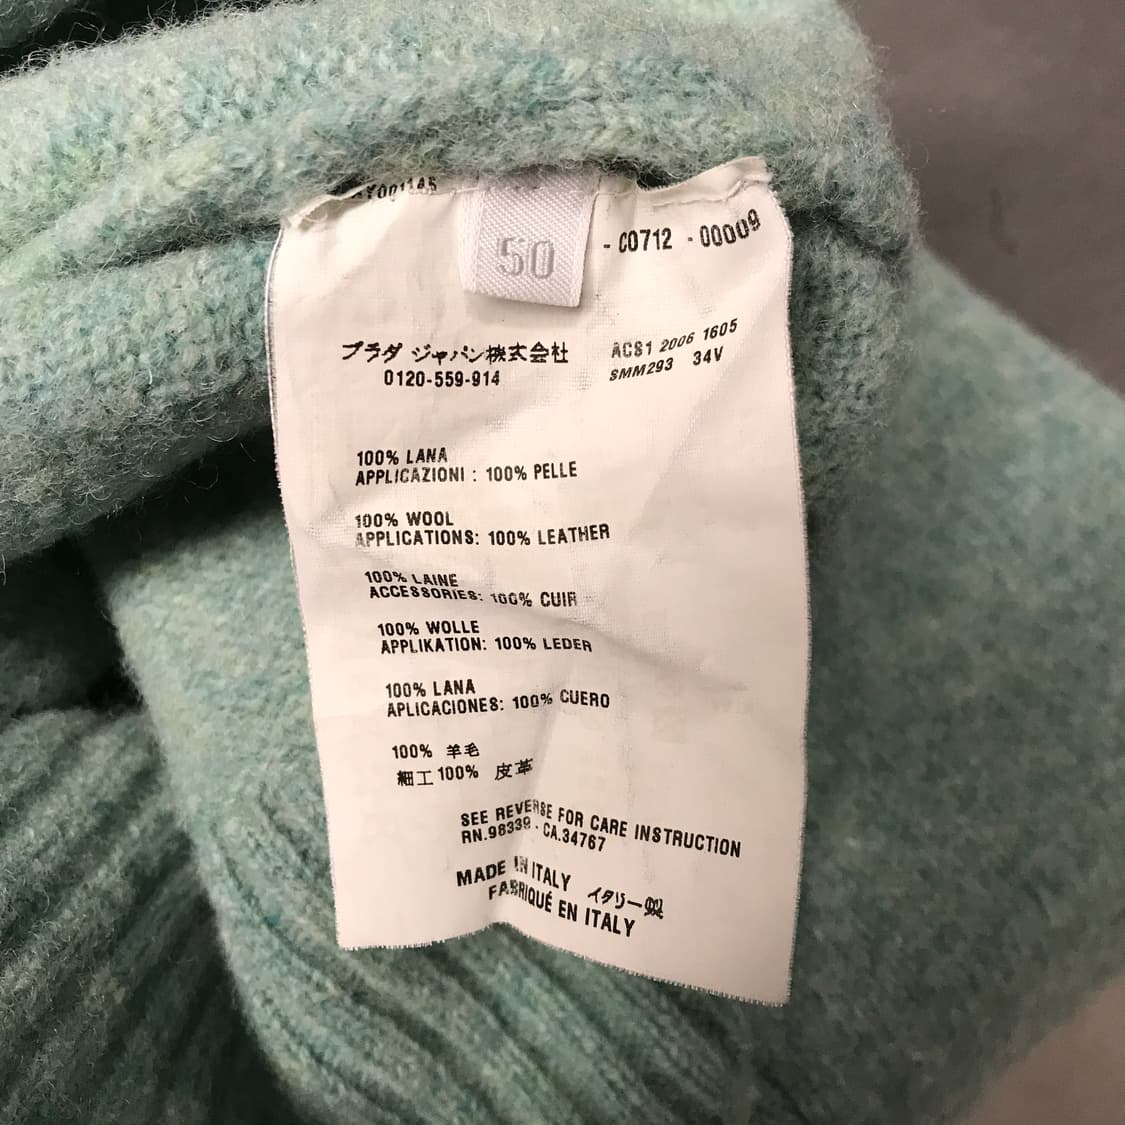 50
- C0712 - 00009
プラダ ジャパン株式会社
0120-559-914
AC81 2006 1605
SMM293 34V
100% LANA
APPLICAZIONI : 100% PELLE
100% WOOL
APPLICATIONS: 100% LEATHER
100% LAINE
ACCESSORIES: 100% CUIR
100% WOLLE
APPLIKATION: 100% LEDER
100% LANA
APLICACIONES: 100% CUERO
100% 羊毛
細工100% 皮革
SEE REVERSE FOR CARE INSTRUCTION
RN.98339 - CA.34767
MADE IN ITALY イタリー製
FABRIQUÉ EN ITALY